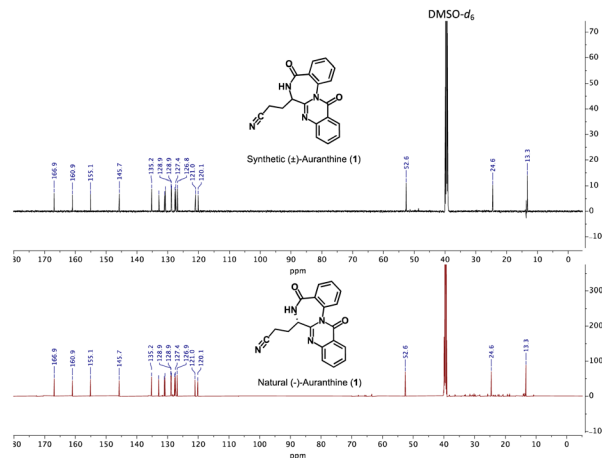 DMSO-d6
70
60
50
40
30
20
10
0
−10
166.9
160.9
155.1
145.7
135.2
128.9
128.9
127.4
126.8
121.0
120.1
52.6
24.6
13.3
O
HN
N
O
N
N
Synthetic (±)-Auranthine (1)
180 170 160 150 140 130 120 110 100 90 80 70 60 50 40 30 20 10 0
ppm
300
200
100
0
−10
166.9
160.9
155.1
145.7
135.2
128.9
128.9
127.4
126.9
121.0
120.1
52.6
24.6
13.3
O
HN
N
O
N
N
Natural (-)-Auranthine (1)
180 170 160 150 140 130 120 110 100 90 80 70 60 50 40 30 20 10 0
ppm